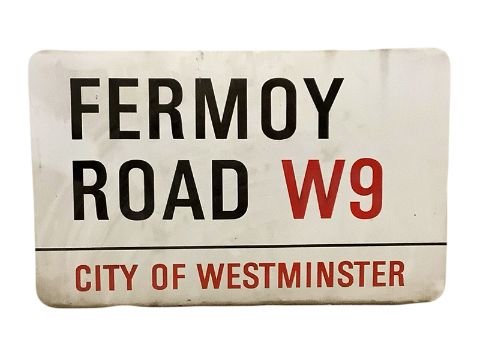 FERMOY
ROAD W9
CITY OF WESTMINSTER